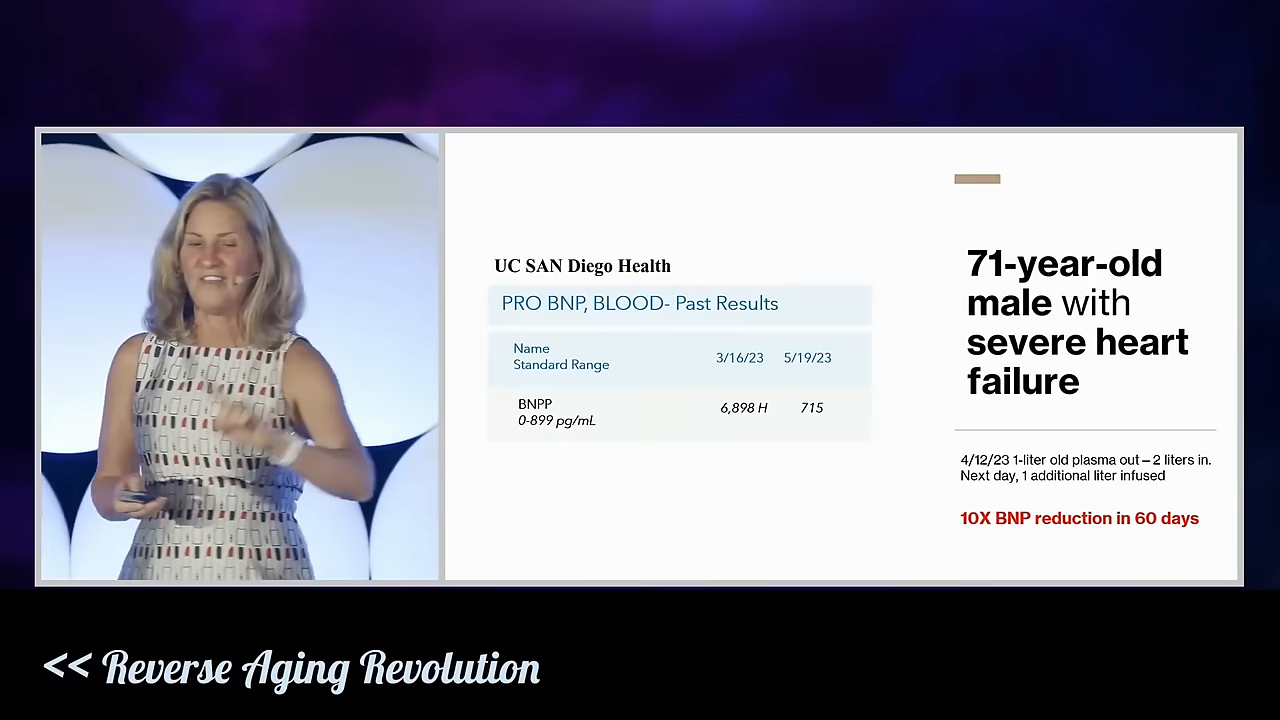 UC SAN Diego Health
PRO BNP, BLOOD- Past Results
Name
Standard Range
3/16/23 5/19/23
BNPP
0-899 pg/mL
6,898 H 715
71-year-old
male with
severe heart
failure
4/12/23 1-liter old plasma out – 2 liters in.
Next day, 1 additional liter infused
10X BNP reduction in 60 days
<< Reverse Aging Revolution